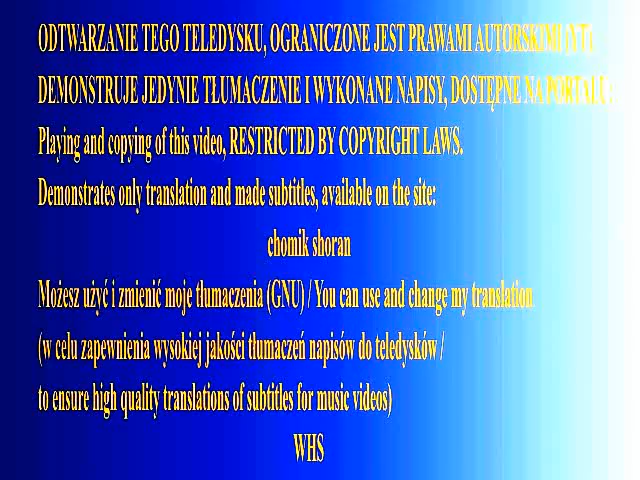 ODTWARZANIE TEGO TELEDYSKU, OGRANICZONE JEST PRAWAMI AUTORSKIMI (YT).
DEMONSTRUJE JEDYNIE TŁUMACZENIE I WYKONANE NAPISY, DOSTĘPNE NA PORTALU:
Playing and copying of this video, RESTRICTED BY COPYRIGHT LAWS.
Demonstrates only translation and made subtitles, available on the site:
chomik shoran
Możesz użyć i zmienić moje tłumaczenia (GNU) / You can use and change my translation
(w celu zapewnienia wysokiej jakości tłumaczeń napisów do teledysków /
to ensure high quality translations of subtitles for music videos)
WHS